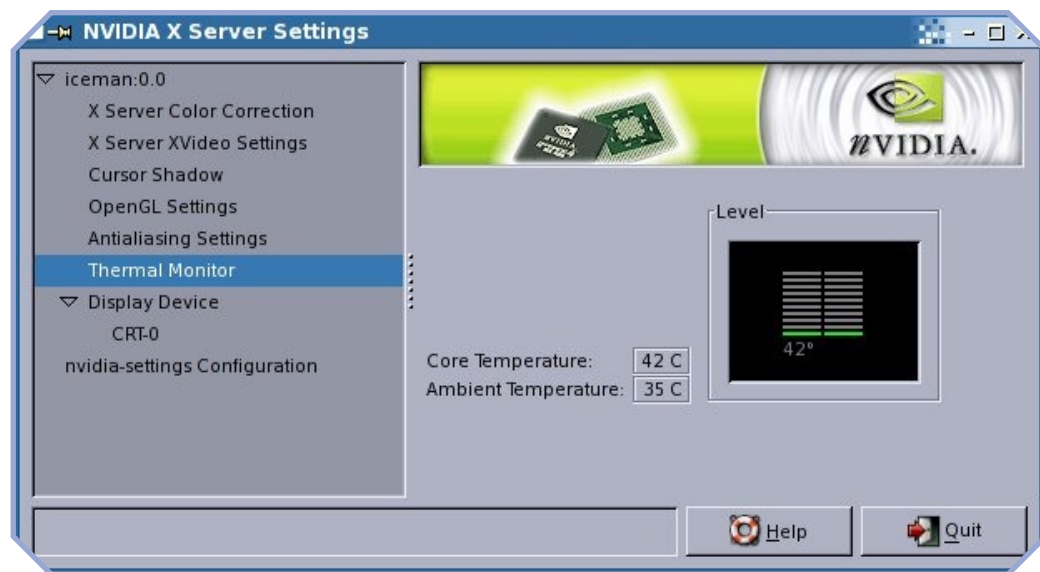 NVIDIA X Server Settings
iceman:0.0
X Server Color Correction
X Server XVideo Settings
Cursor Shadow
OpenGL Settings
Antialiasing Settings
Thermal Monitor
Display Device
CRT-0
nvidia-settings Configuration
NVIDIA
nVIDIA.
Level
42°
Core Temperature: 42 C
Ambient Temperature: 35 C
Help
Quit